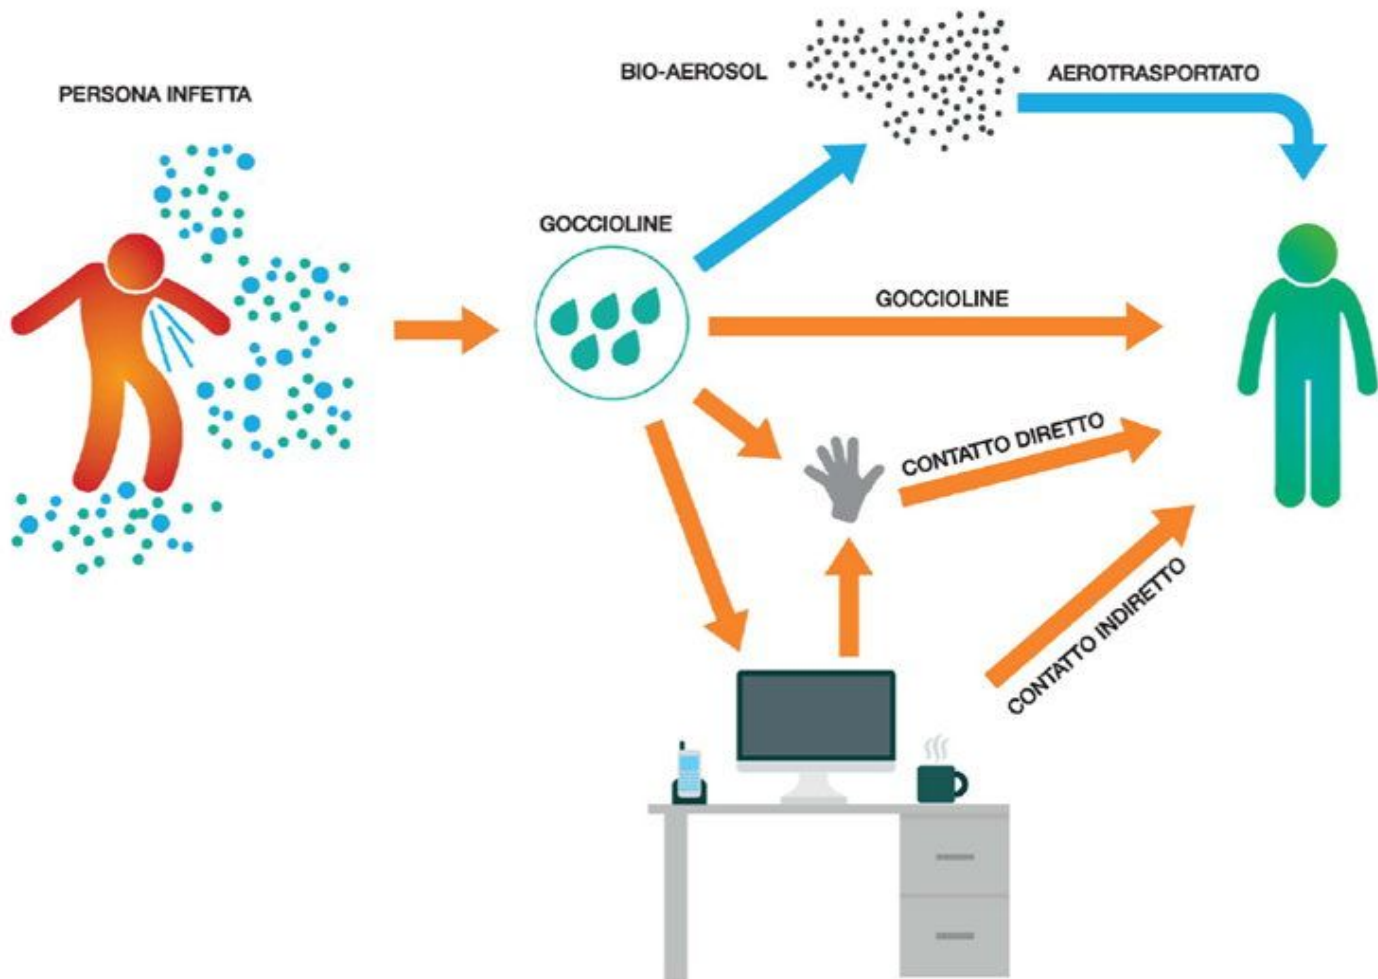 PERSONA INFETTA
BIO-AEROSOL
AEROTRASPORTATO
GOCCIOLINE
GOCCIOLINE
CONTATTO DIRETTO
CONTATTO INDIRETTO